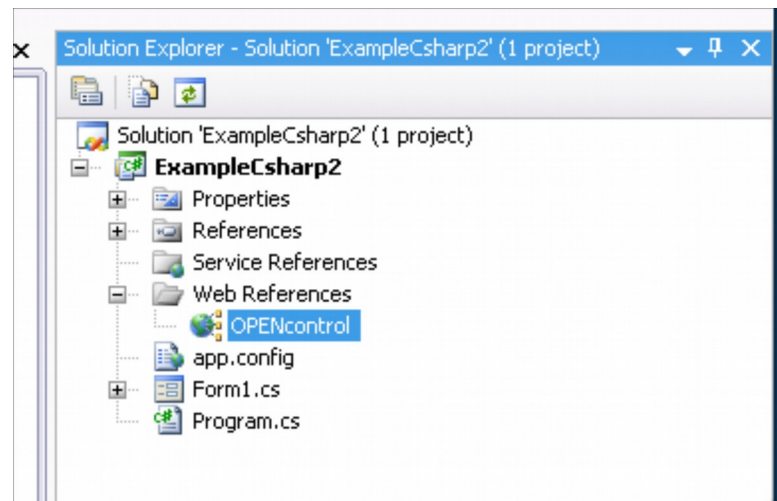 Solution Explorer - Solution 'ExampleCsharp2' (1 project)
Solution 'ExampleCsharp2' (1 project)
ExampleCsharp2
Properties
References
Service References
Web References
OPENcontrol
app.config
Form1.cs
Program.cs